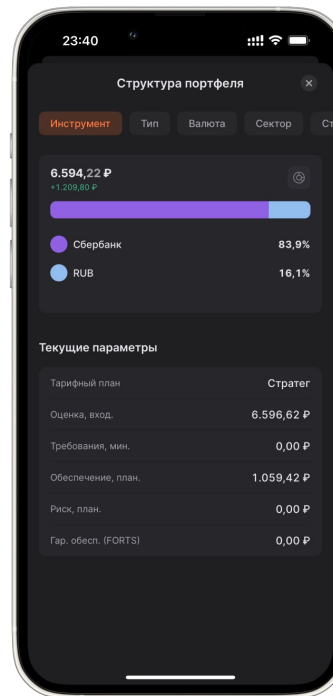 23:40
Структура портфеля
Инструмент Тип Валюта Сектор Ст
6.594,22 ₽
+1.209,80 ₽
Сбербанк 83,9%
RUB 16,1%
Текущие параметры
Тарифный план Стратег
Оценка, вход. 6.596,62 ₽
Требования, мин. 0,00 ₽
Обеспечение, план. 1.059,42 ₽
Риск, план. 0,00 ₽
Гар. обесп. (FORTS) 0,00 ₽